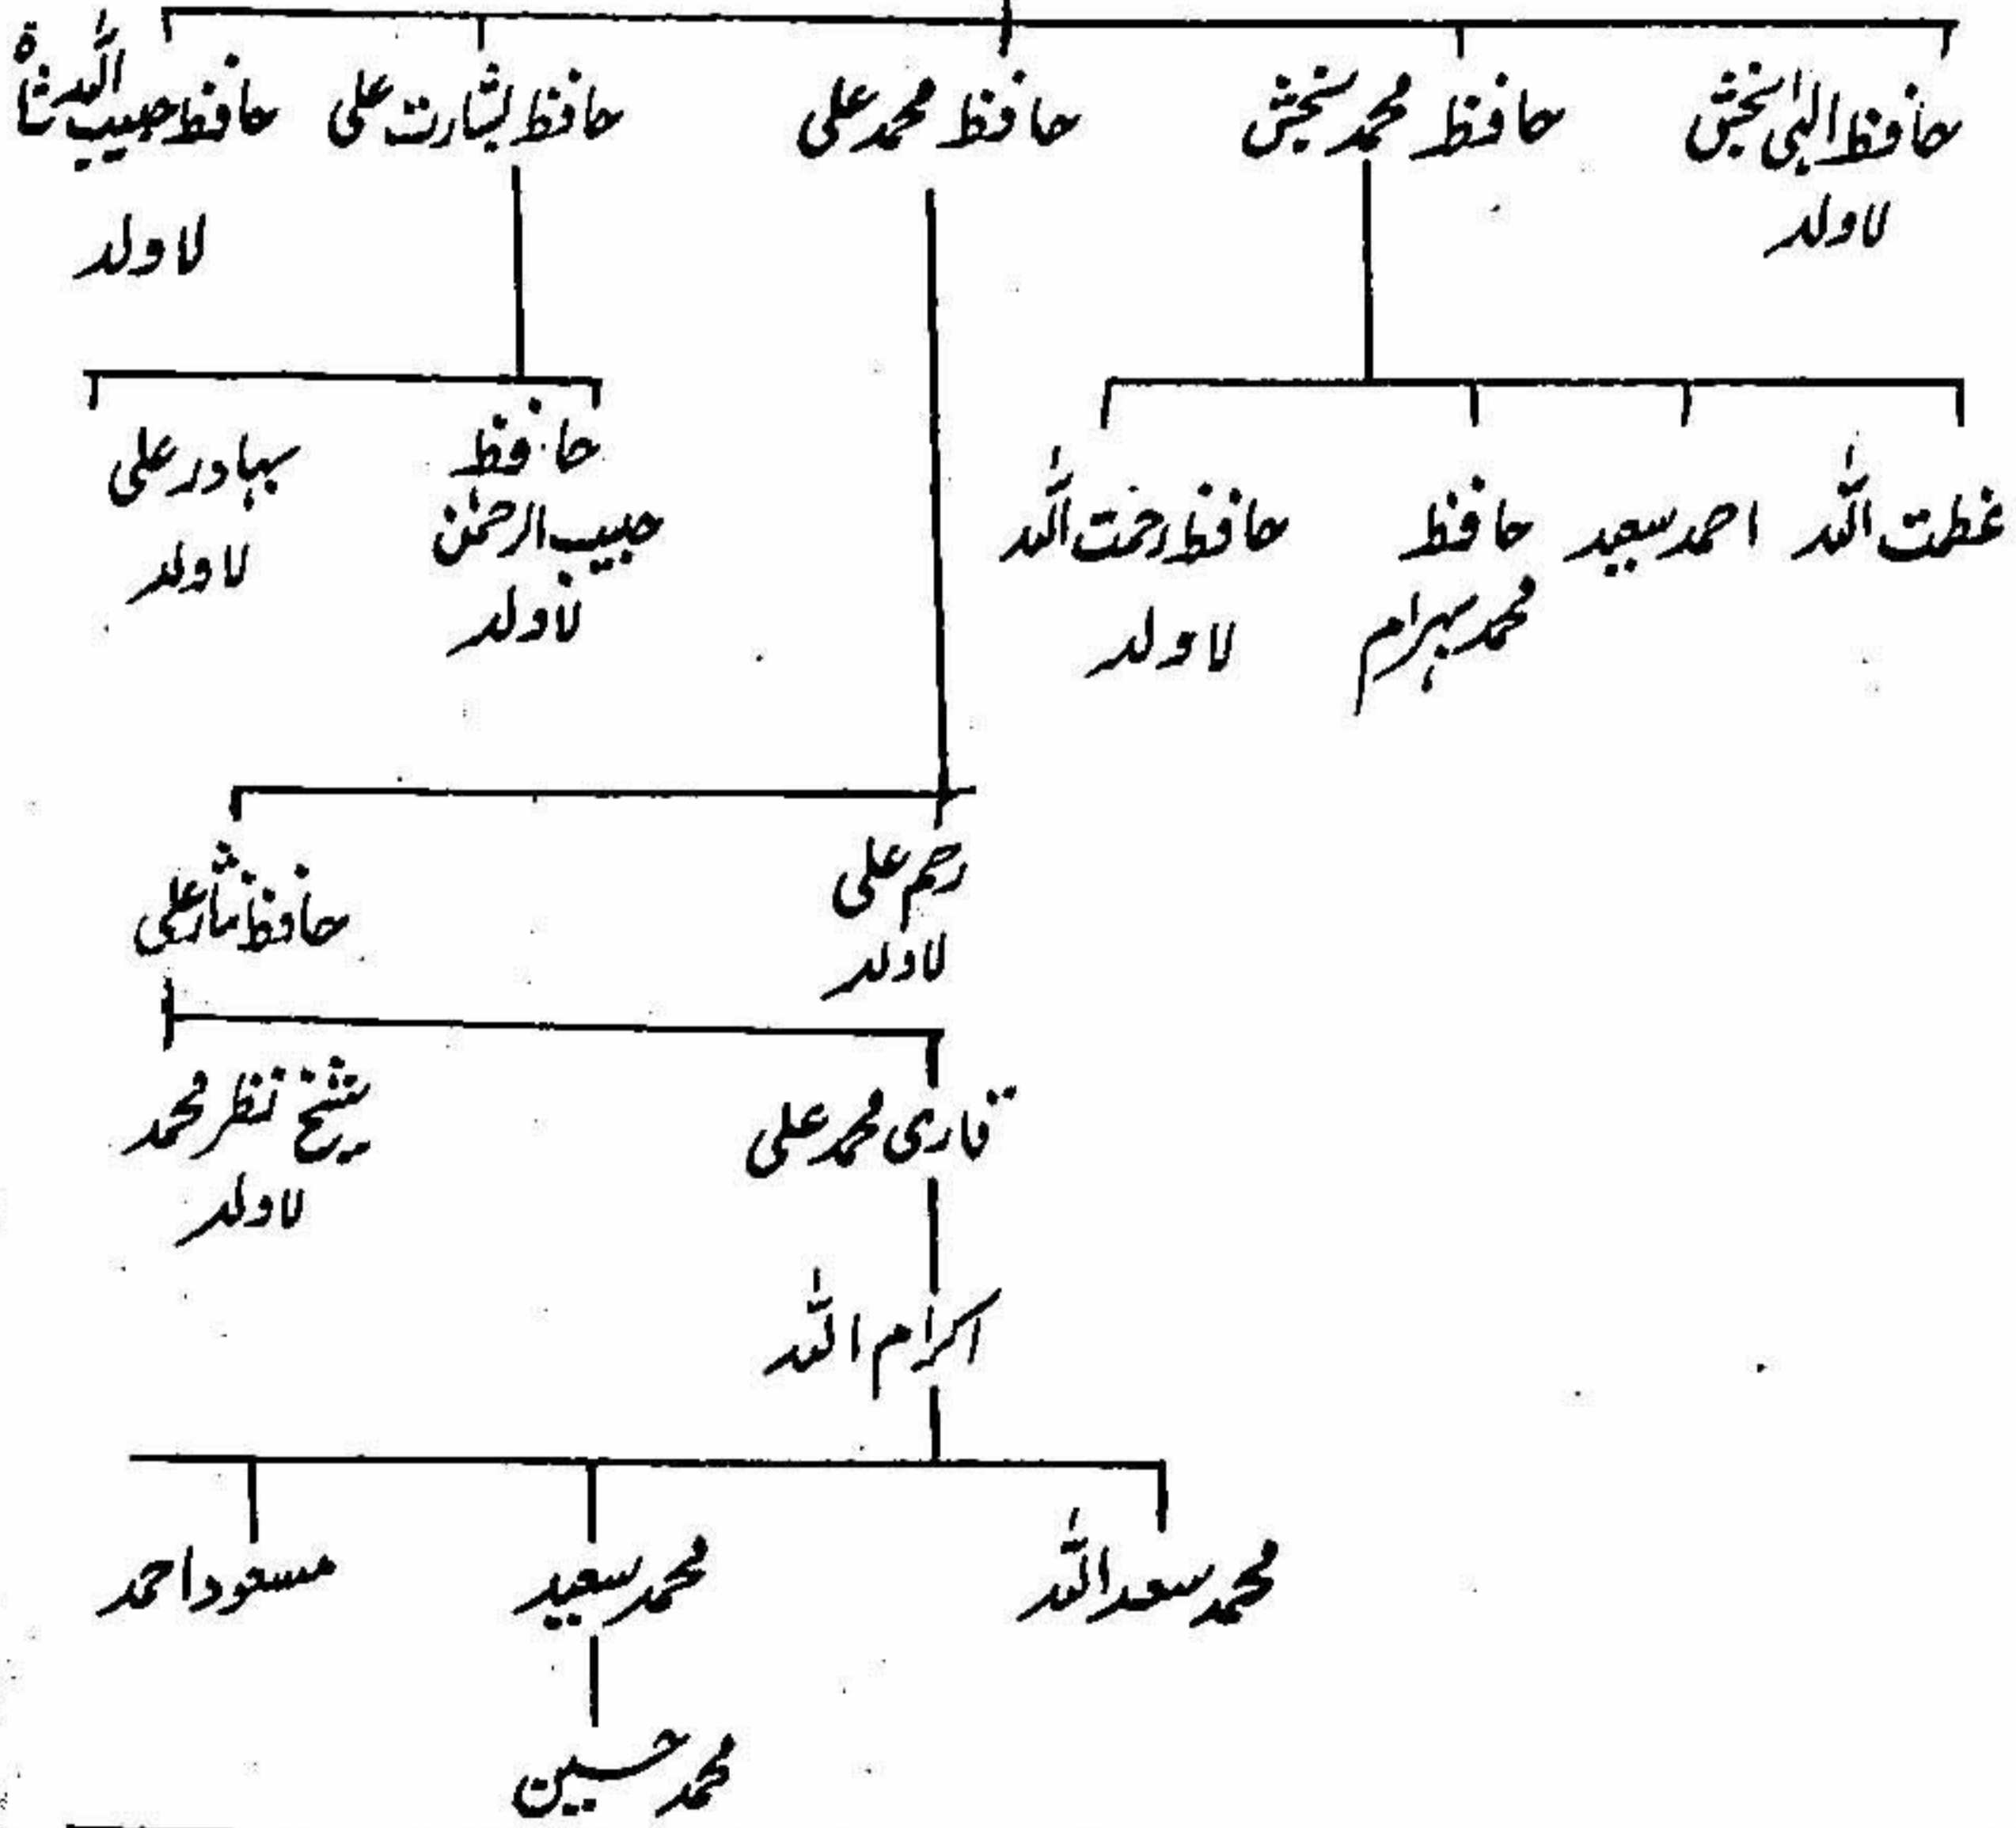 حافظ الہٰی بخش
لاولد
حافظ محمد بخش
حافظ محمد علی
حافظ بشارت علی
حافظ حبیب اللہ شاہ
لاولد
عظمت اللہ
احمد سعید
حافظ
محمد بہرام
حافظ رحمت اللہ
لاولد
حافظ
حبیب الرحمٰن
لاولد
بہادر علی
لاولد
رحم علی
لاولد
حافظ نثار علی
قاری محمد علی
شیخ نظر محمد
لاولد
اکرام اللہ
محمد سعد اللہ
محمد سعید
مسعود احمد
محمد حسین